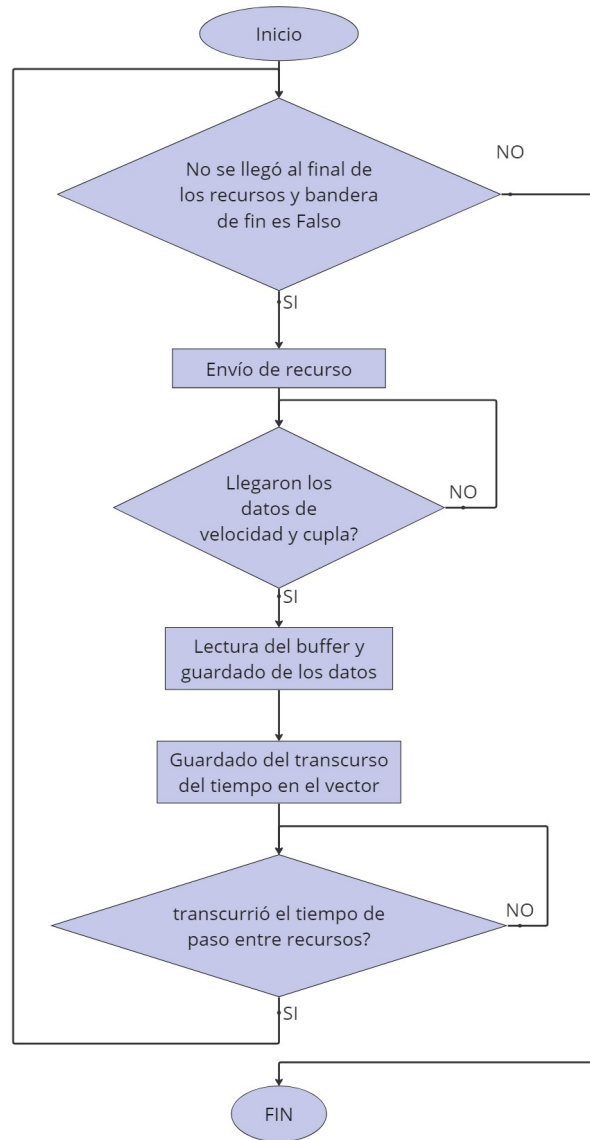 Inicio
No se llegó al final de
los recursos y bandera
de fin es Falso
NO
SI
Envío de recurso
Llegaron los
datos de
velocidad y cupla?
NO
SI
Lectura del buffer y
guardado de los datos
Guardado del transcurso
del tiempo en el vector
transcurrió el tiempo de
paso entre recursos?
NO
SI
FIN